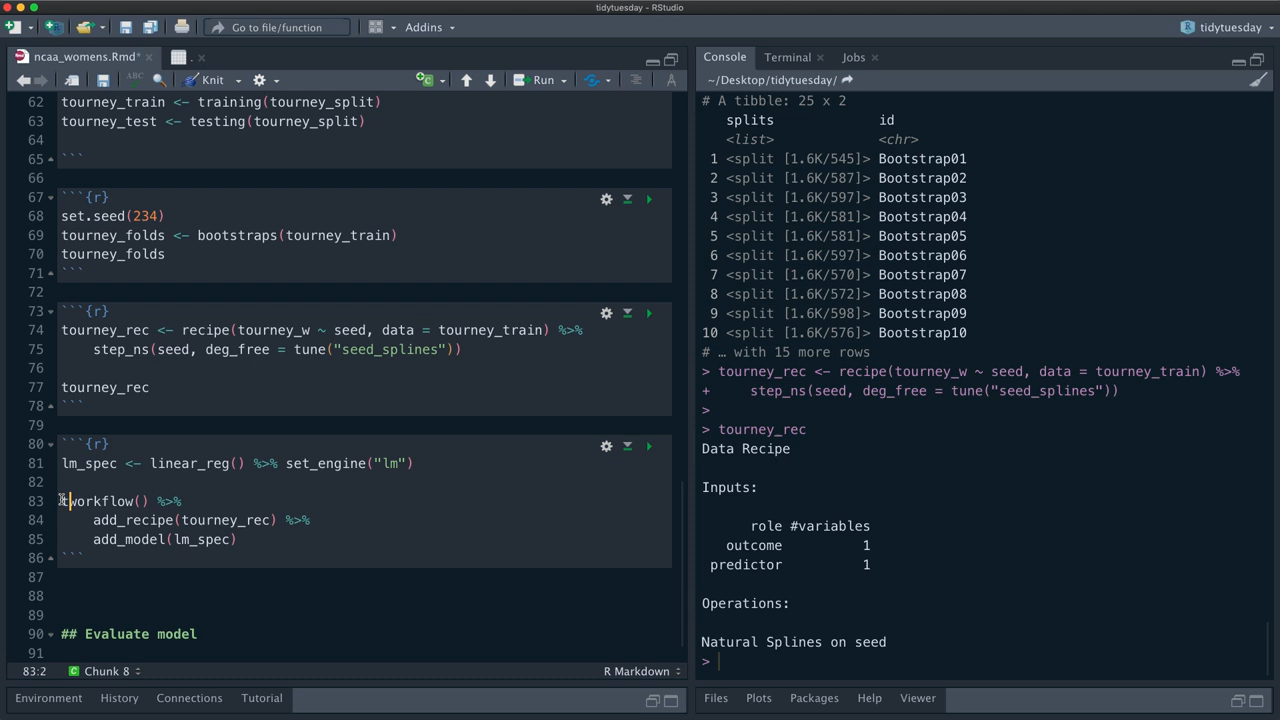 tidytuesday - RStudio
Go to file/function
Addins
tidytuesday
ncaa_womens.Rmd*
.
ABC
Knit
Run
62 tourney_train <- training(tourney_split)
63 tourney_test <- testing(tourney_split)
64
65 ```
66
67 ```{r}
68 set.seed(234)
69 tourney_folds <- bootstraps(tourney_train)
70 tourney_folds
71 ```
72
73 ```{r}
74 tourney_rec <- recipe(tourney_w ~ seed, data = tourney_train) %>%
75 step_ns(seed, deg_free = tune("seed_splines"))
76
77 tourney_rec
78 ```
79
80 ```{r}
81 lm_spec <- linear_reg() %>% set_engine("lm")
82
83 tworkflow() %>%
84 add_recipe(tourney_rec) %>%
85 add_model(lm_spec)
86 ```
87
88
89
90 ## Evaluate model
91
83:2 C Chunk 8 R Markdown
Environment History Connections Tutorial
Console Terminal Jobs
~/Desktop/tidytuesday/
# A tibble: 25 x 2
splits id
<list> <chr>
1 <split [1.6K/545]> Bootstrap01
2 <split [1.6K/587]> Bootstrap02
3 <split [1.6K/597]> Bootstrap03
4 <split [1.6K/581]> Bootstrap04
5 <split [1.6K/581]> Bootstrap05
6 <split [1.6K/597]> Bootstrap06
7 <split [1.6K/570]> Bootstrap07
8 <split [1.6K/572]> Bootstrap08
9 <split [1.6K/598]> Bootstrap09
10 <split [1.6K/576]> Bootstrap10
# … with 15 more rows
> tourney_rec <- recipe(tourney_w ~ seed, data = tourney_train) %>%
+ step_ns(seed, deg_free = tune("seed_splines"))
>
> tourney_rec
Data Recipe
Inputs:
role #variables
outcome 1
predictor 1
Operations:
Natural Splines on seed
>
Files Plots Packages Help Viewer